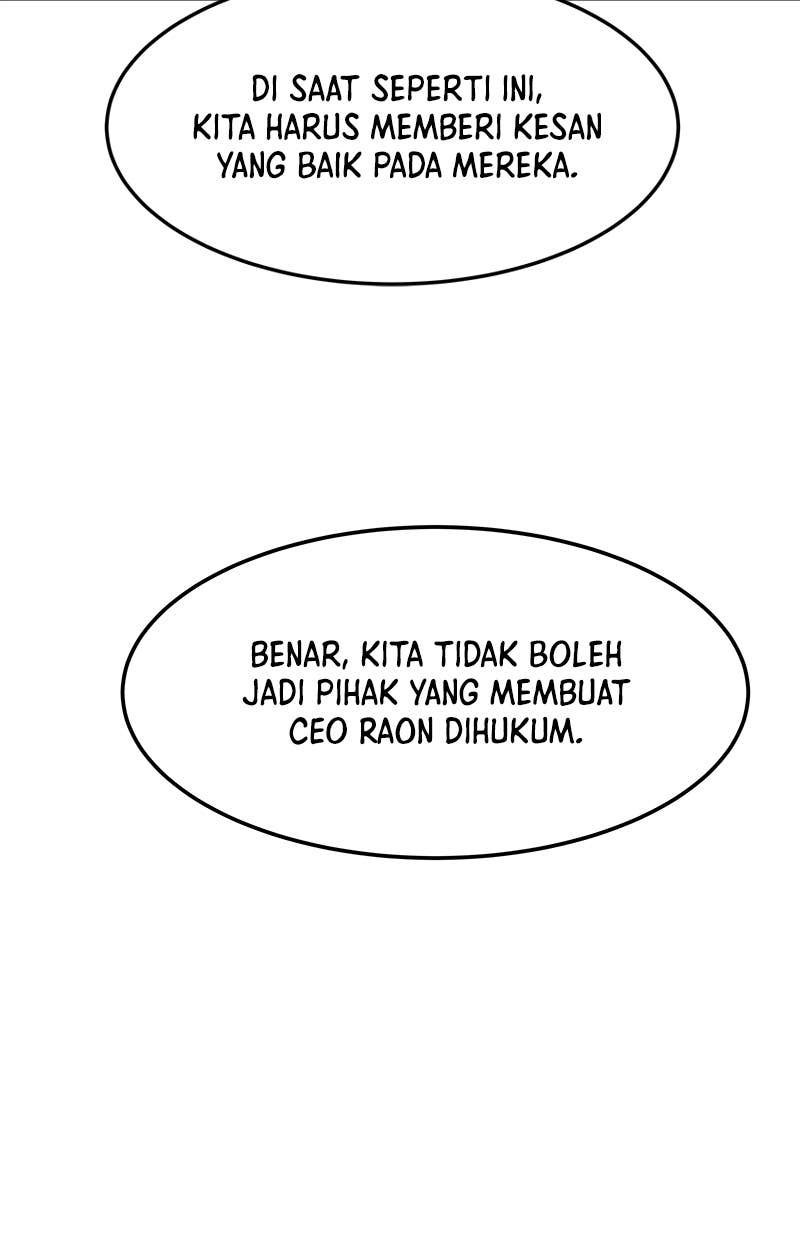 DI SAAT SEPERTI INI,
KITA HARUS MEMBERI KESAN
YANG BAIK PADA MEREKA.
BENAR, KITA TIDAK BOLEH
JADI PIHAK YANG MEMBUAT
CEO RAON DIHUKUM.